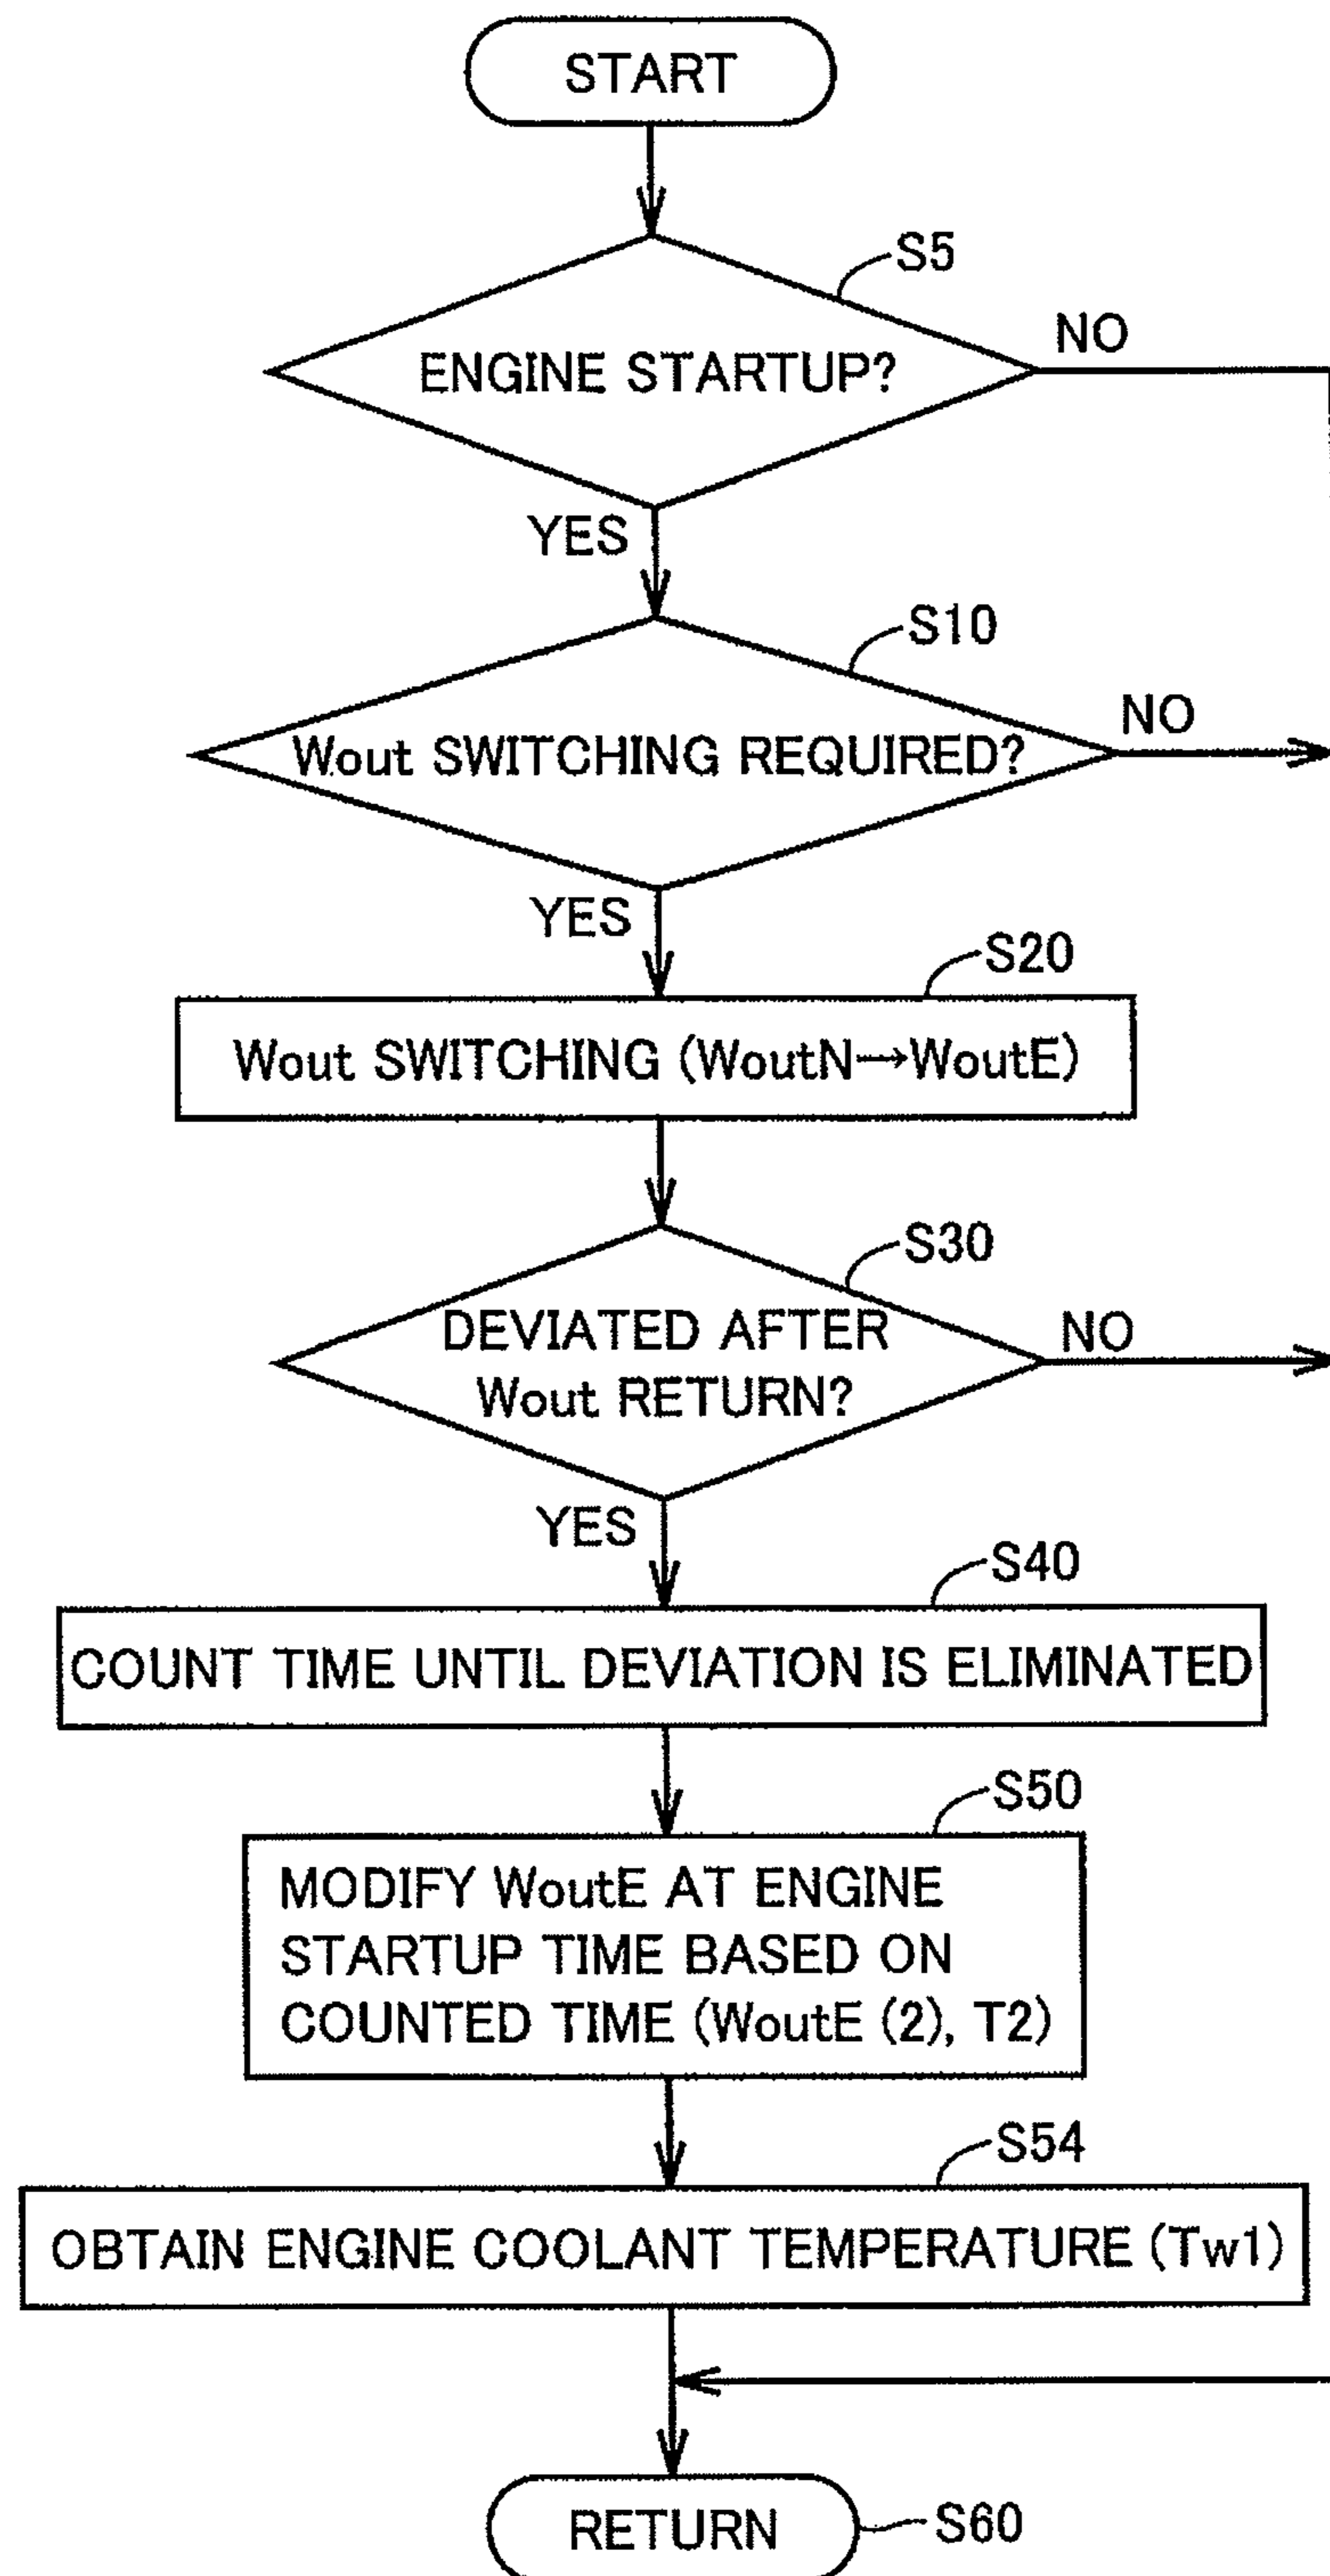 START
S5
ENGINE STARTUP?
NO
YES
S10
Wout SWITCHING REQUIRED?
NO
YES
S20
Wout SWITCHING (WoutN→WoutE)
S30
DEVIATED AFTER
Wout RETURN?
NO
YES
S40
COUNT TIME UNTIL DEVIATION IS ELIMINATED
S50
MODIFY WoutE AT ENGINE
STARTUP TIME BASED ON
COUNTED TIME (WoutE (2), T2)
S54
OBTAIN ENGINE COOLANT TEMPERATURE (Tw1)
RETURN
S60